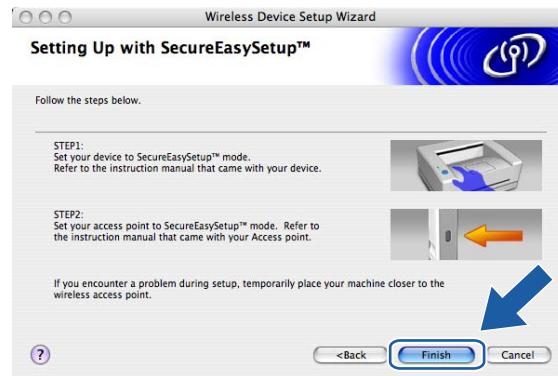 Wireless Device Setup Wizard
Setting Up with SecureEasySetup™
Follow the steps below.
STEP1:
Set your device to SecureEasySetup™ mode.
Refer to the instruction manual that came with your device.
STEP2:
Set your access point to SecureEasySetup™ mode.  Refer to
the instruction manual that came with your Access point.
If you encounter a problem during setup, temporarily place your machine closer to the
wireless access point.
?
<Back
Finish
Cancel